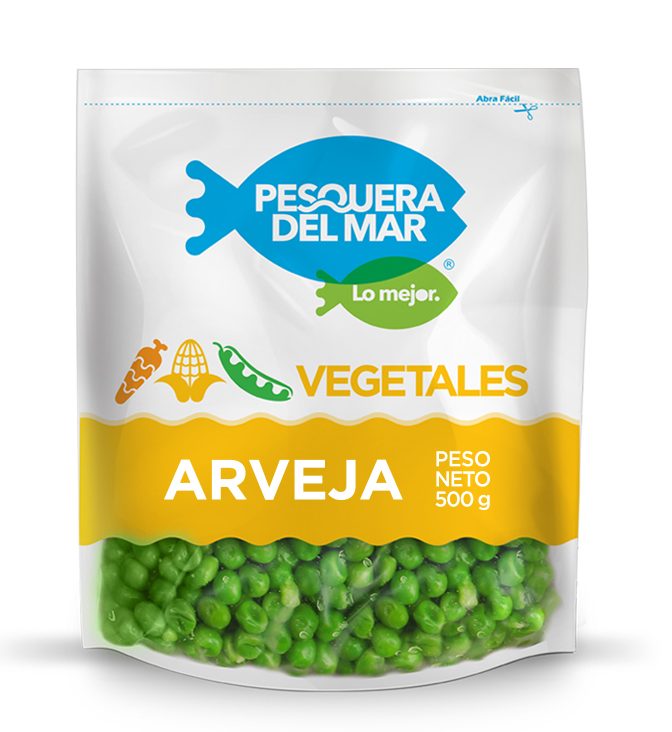 Abra Fácil
PESQUERA
DEL MAR
®
Lo mejor.
VEGETALES
ARVEJA
PESO
NETO
500 g